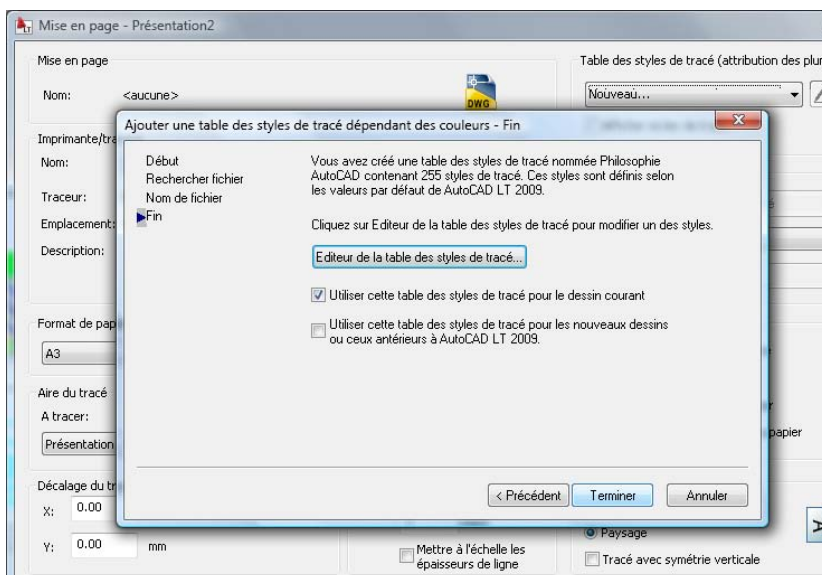 Mise en page - Présentation2
Mise en page
Nom: <aucune>
DWG
Table des styles de tracé (attribution des plu
Nouveau...
Imprimante/tra
Nom:
Traceur:
Emplacement:
Description:
Format de pap
A3
Aire du tracé
A tracer:
Présentation
Décalage du tr
X: 0.00
Y: 0.00 mm
Ajouter une table des styles de tracé dépendant des couleurs - Fin
Début
Rechercher fichier
Nom de fichier
Fin
Vous avez créé une table des styles de tracé nommée Philosophie
AutoCAD contenant 255 styles de tracé. Ces styles sont définis selon
les valeurs par défaut de AutoCAD LT 2009.
Cliquez sur Editeur de la table des styles de tracé pour modifier un des styles.
Editeur de la table des styles de tracé...
Utiliser cette table des styles de tracé pour le dessin courant
Utiliser cette table des styles de tracé pour les nouveaux dessins
ou ceux antérieurs à AutoCAD LT 2009.
< Précédent Terminer Annuler
papier
Mettre à l'échelle les
épaisseurs de ligne
Paysage
Tracé avec symétrie verticale
A